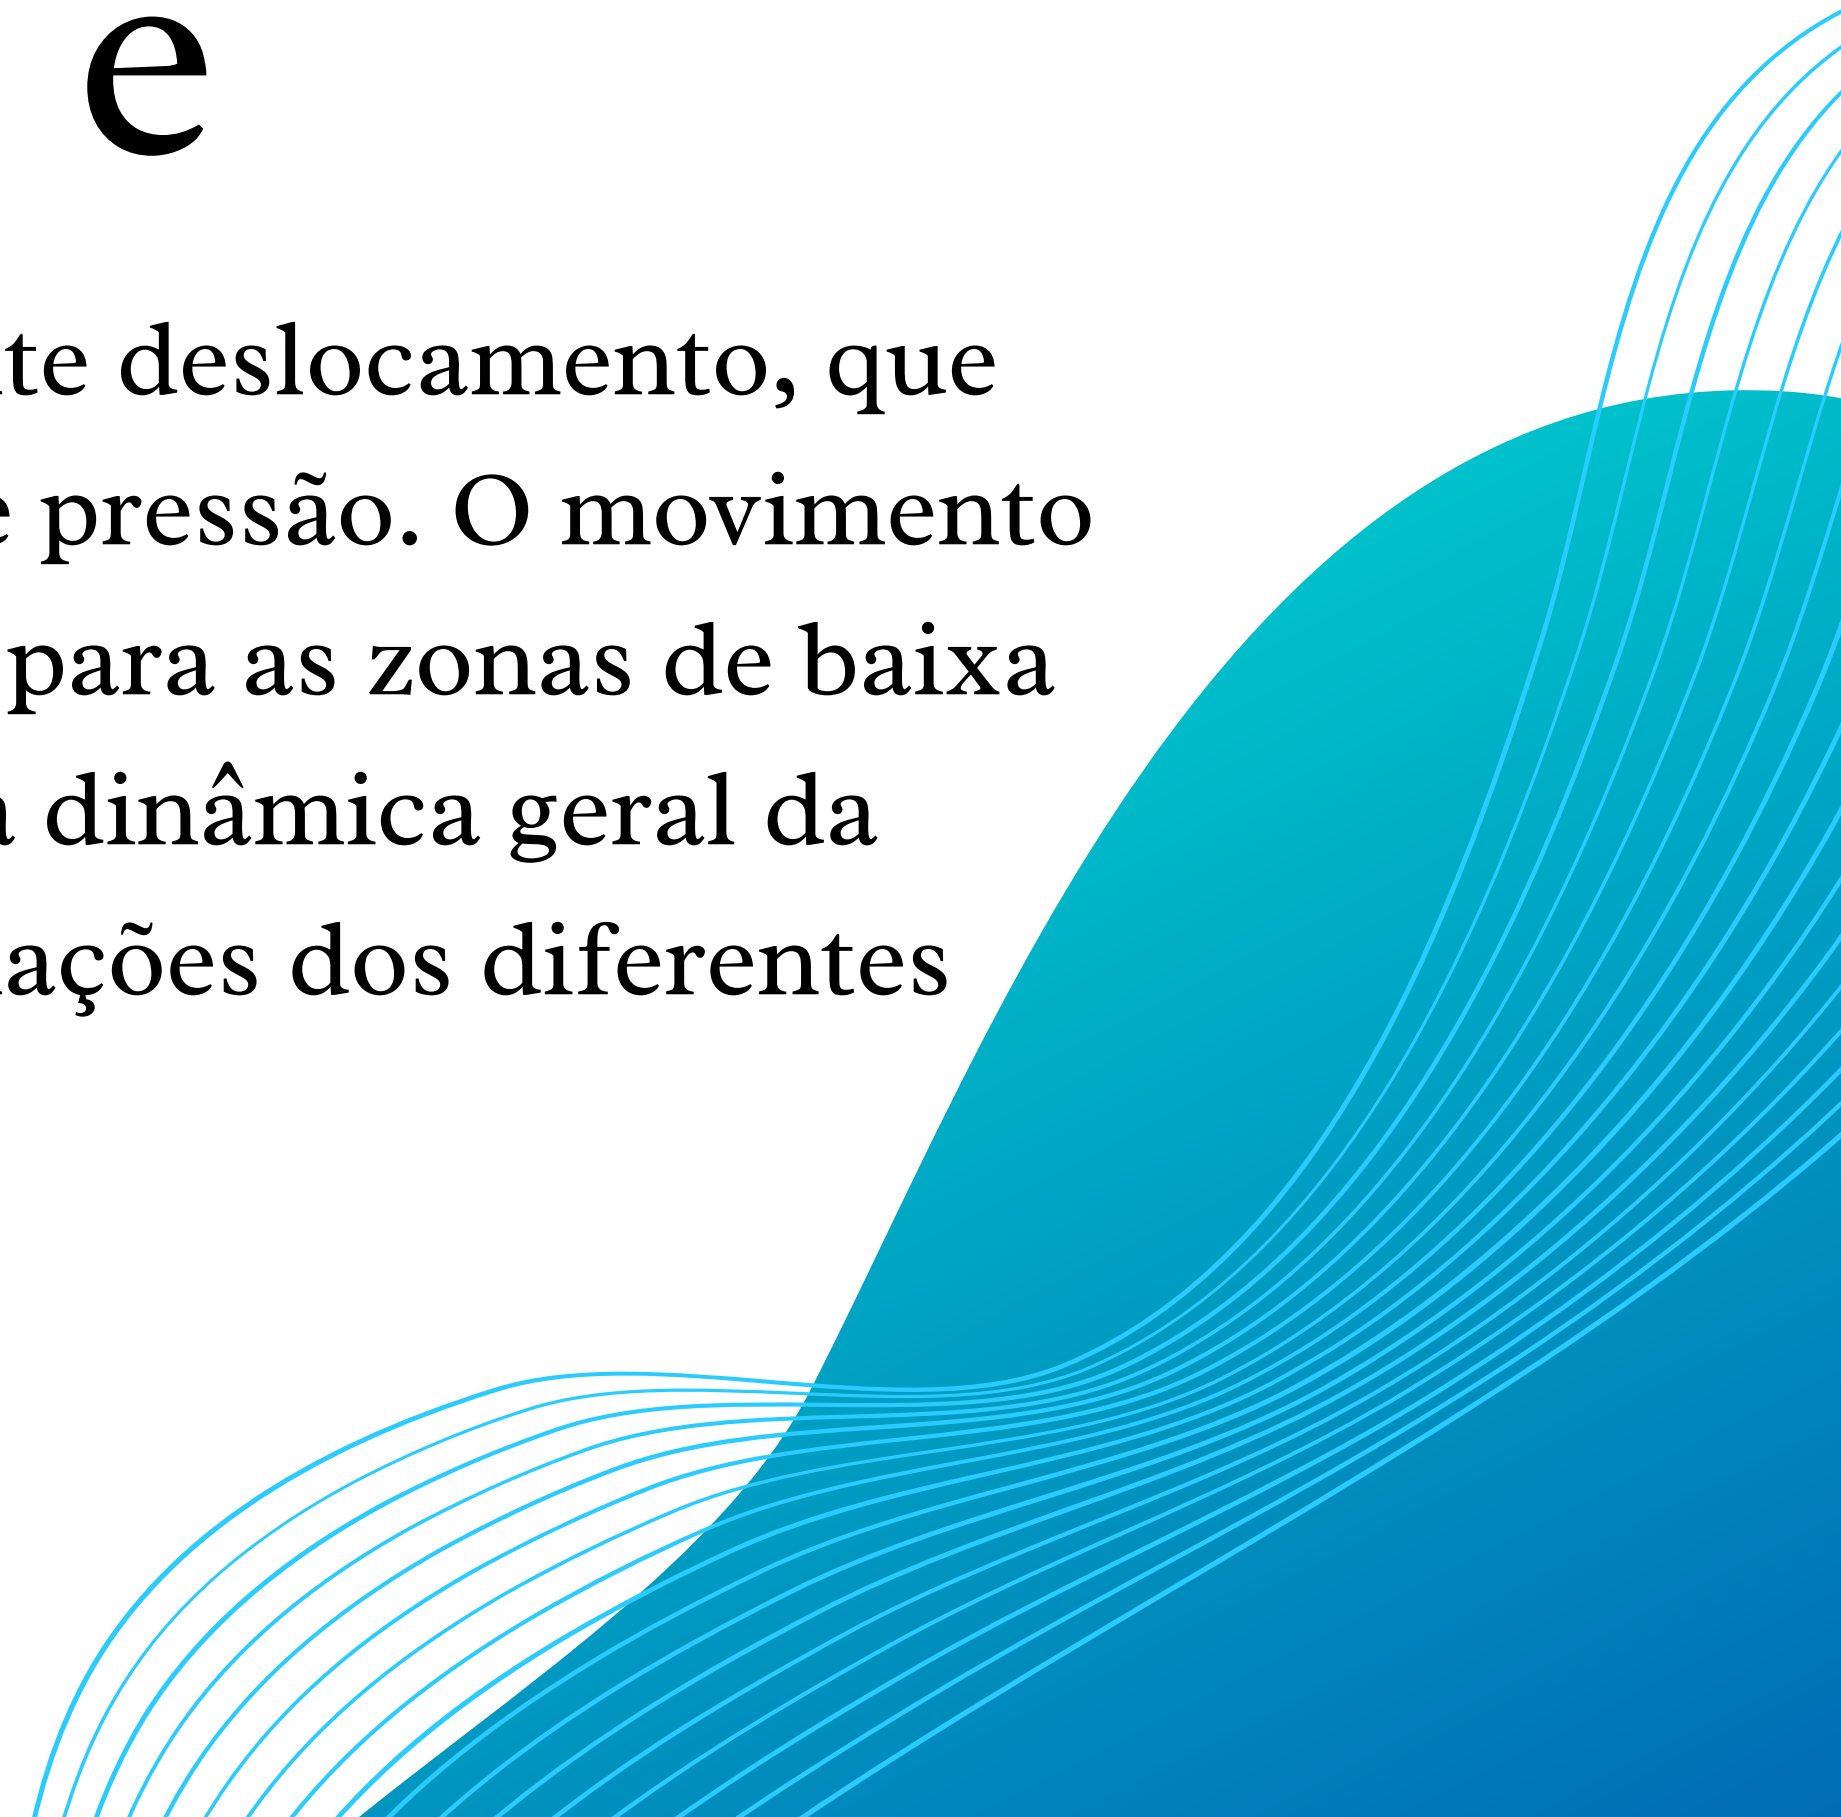 e
te deslocamento, que
e pressão. O movimento
para as zonas de baixa
dinâmica geral da
ações dos diferentes